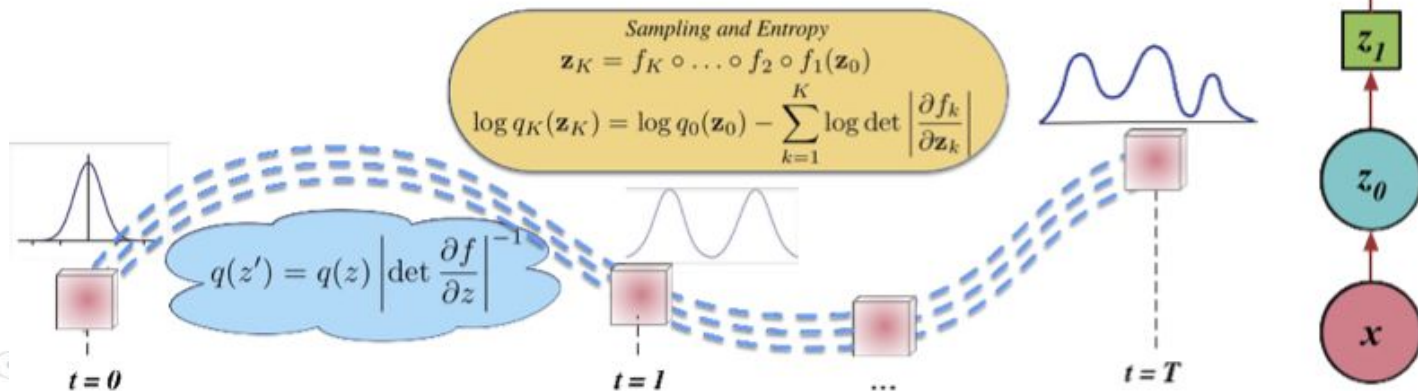 Sampling and Entropy
𝐳_K = f_K ∘ … ∘ f_2 ∘ f_1(𝐳_0)
log q_K(𝐳_K) = log q_0(𝐳_0) − ∑_{k=1}^{K} log det |∂f_k/∂𝐳_k|
q(z′) = q(z) |det ∂f/∂z|^{−1}
t = 0
t = 1
...
t = T
z_1
z_0
x